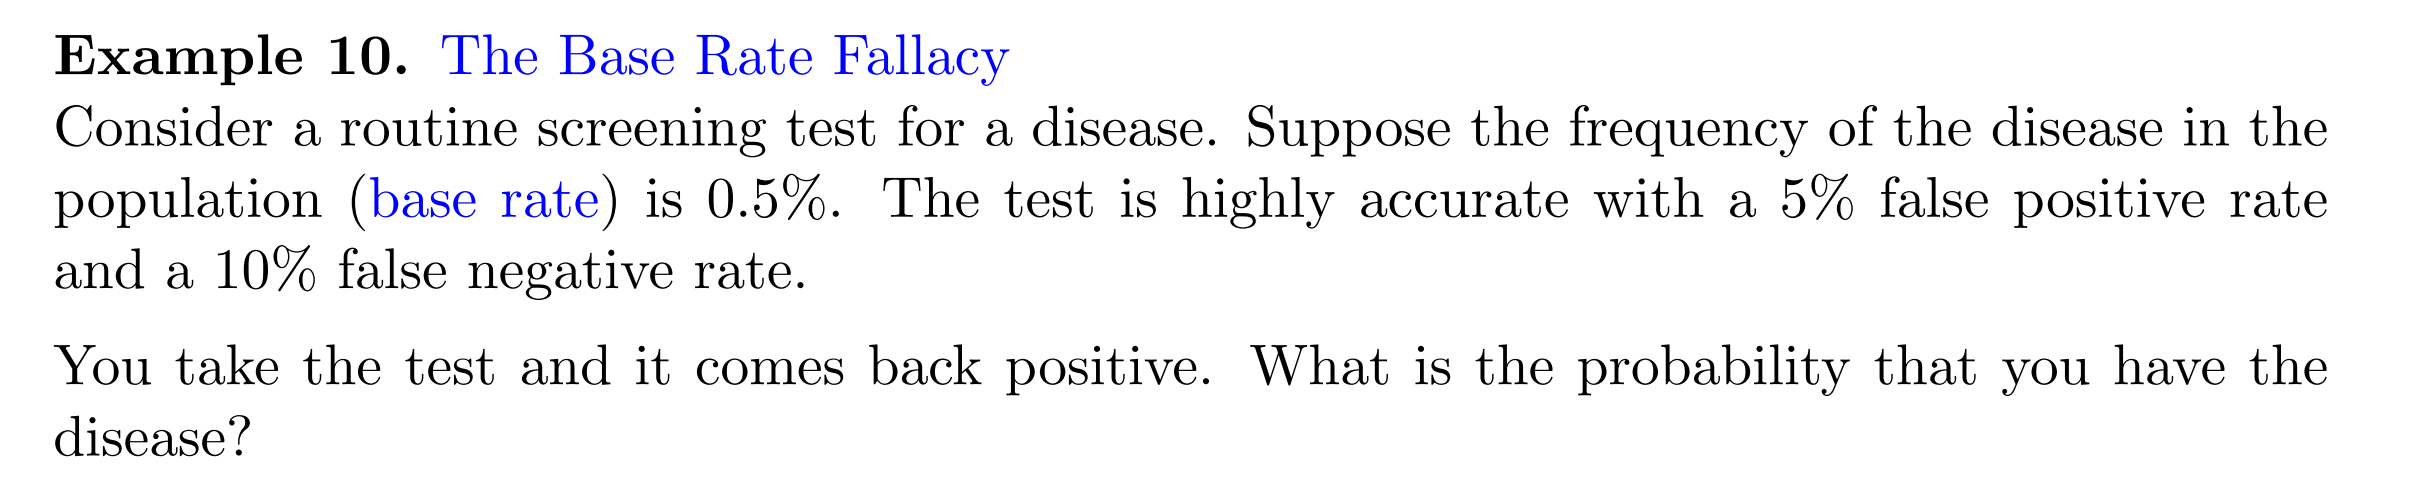 Example 10. The Base Rate Fallacy
Consider a routine screening test for a disease. Suppose the frequency of the disease in the
population (base rate) is 0.5%. The test is highly accurate with a 5% false positive rate
and a 10% false negative rate.
You take the test and it comes back positive. What is the probability that you have the
disease?